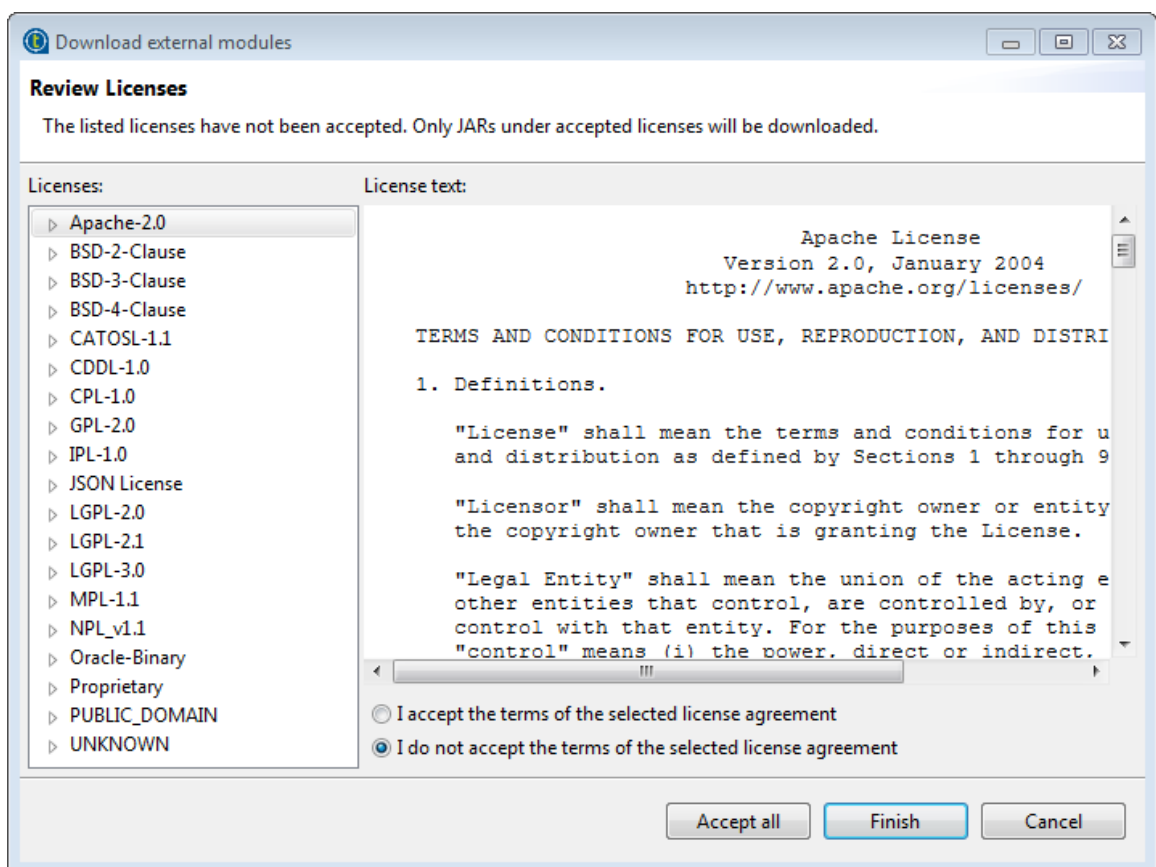 Download external modules
Review Licenses
The listed licenses have not been accepted. Only JARs under accepted licenses will be downloaded.
Licenses:
Apache-2.0
BSD-2-Clause
BSD-3-Clause
BSD-4-Clause
CATOSL-1.1
CDDL-1.0
CPL-1.0
GPL-2.0
IPL-1.0
JSON License
LGPL-2.0
LGPL-2.1
LGPL-3.0
MPL-1.1
NPL_v1.1
Oracle-Binary
Proprietary
PUBLIC_DOMAIN
UNKNOWN
License text:
Apache License
Version 2.0, January 2004
http://www.apache.org/licenses/
TERMS AND CONDITIONS FOR USE, REPRODUCTION, AND DISTRI
1. Definitions.
"License" shall mean the terms and conditions for u
and distribution as defined by Sections 1 through 9
"Licensor" shall mean the copyright owner or entity
the copyright owner that is granting the License.
"Legal Entity" shall mean the union of the acting e
other entities that control, are controlled by, or
control with that entity. For the purposes of this
"control" means (i) the power, direct or indirect,
I accept the terms of the selected license agreement
I do not accept the terms of the selected license agreement
Accept all
Finish
Cancel